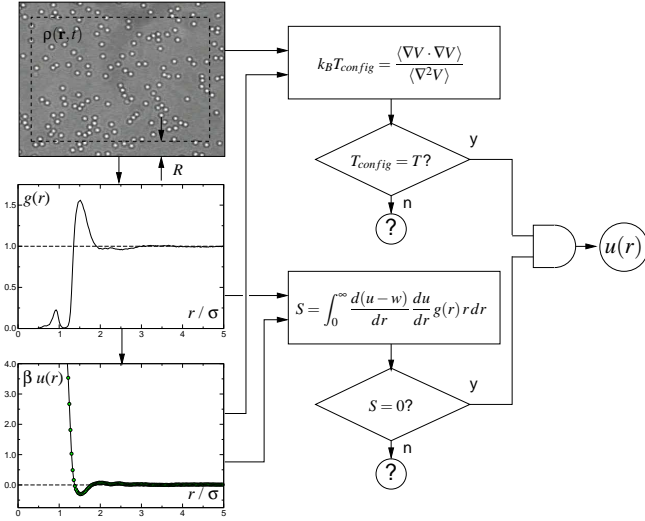 ρ(r,t)
R
k_B T_config = ⟨∇V · ∇V⟩ / ⟨∇²V⟩
T_config = T?
y
n
?
g(r)
1.5
1.0
0.5
0.0
0 1 2 3 4 5
r / σ
S = ∫₀^∞ d(u − w)/dr du/dr g(r) r dr
S = 0?
y
n
?
u(r)
β u(r)
4.0
3.0
2.0
1.0
0.0
0 1 2 3 4 5
r / σ